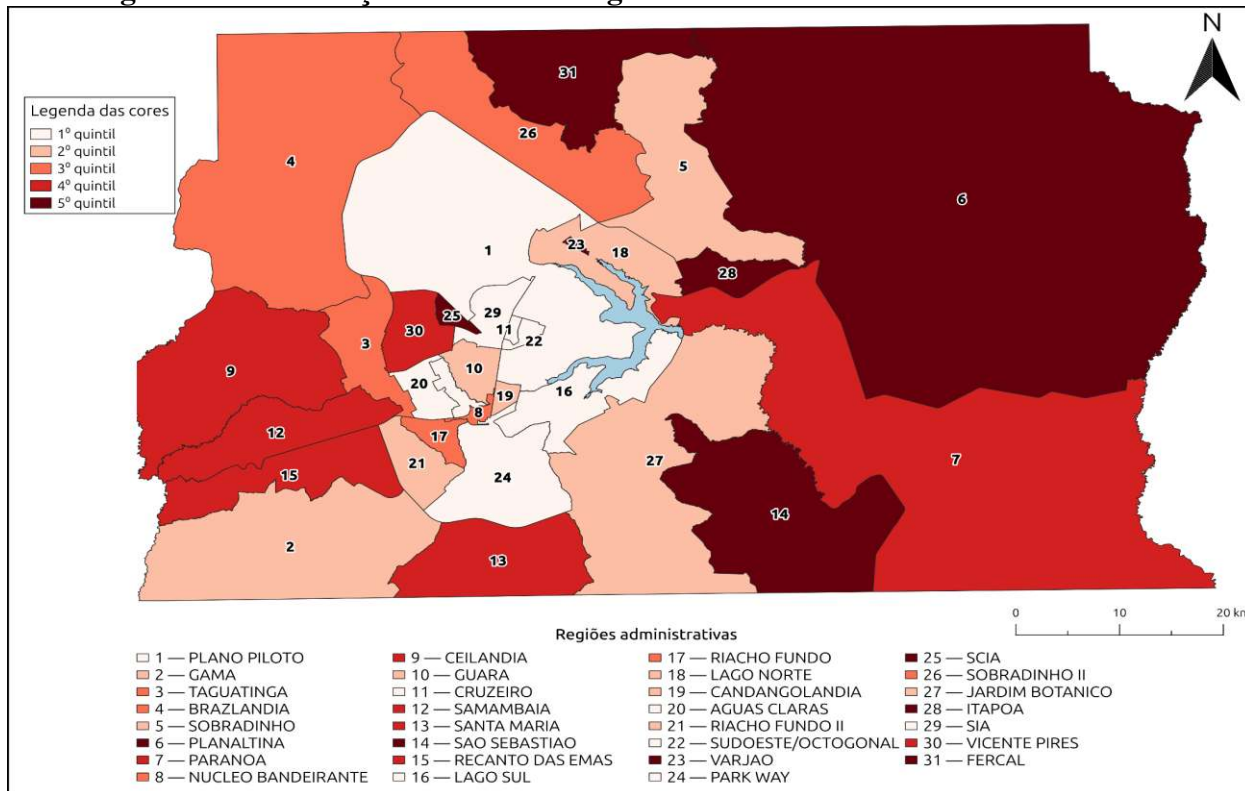 N
Legenda das cores
1º quintil
2º quintil
3º quintil
4º quintil
5º quintil
31
26
4
5
6
23
18
1
28
25
29
30
11
22
3
10
9
20
16
19
8
12
17
21
27
7
15
24
14
2
13
0 10 20 km
Regiões administrativas
1 — PLANO PILOTO
2 — GAMA
3 — TAGUATINGA
4 — BRAZLANDIA
5 — SOBRADINHO
6 — PLANALTINA
7 — PARANOA
8 — NUCLEO BANDEIRANTE
9 — CEILANDIA
10 — GUARA
11 — CRUZEIRO
12 — SAMAMBAIA
13 — SANTA MARIA
14 — SAO SEBASTIAO
15 — RECANTO DAS EMAS
16 — LAGO SUL
17 — RIACHO FUNDO
18 — LAGO NORTE
19 — CANDANGOLANDIA
20 — AGUAS CLARAS
21 — RIACHO FUNDO II
22 — SUDOESTE/OCTOGONAL
23 — VARJAO
24 — PARK WAY
25 — SCIA
26 — SOBRADINHO II
27 — JARDIM BOTANICO
28 — ITAPOA
29 — SIA
30 — VICENTE PIRES
31 — FERCAL